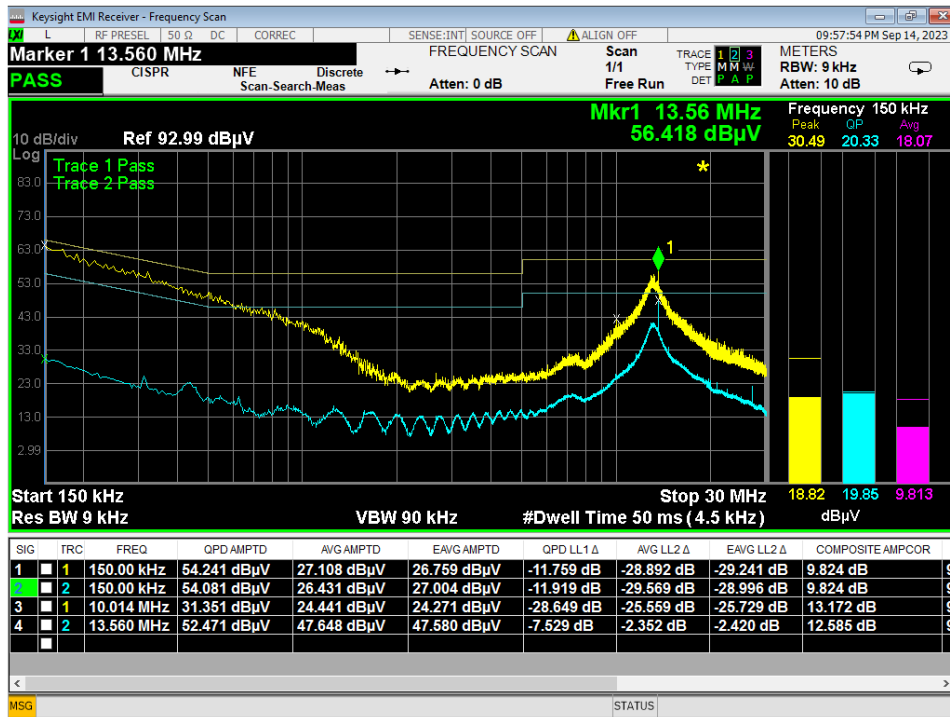 Keysight EMI Receiver - Frequency Scan
LXI L RF PRESEL 50 Ω DC CORREC SENSE:INT SOURCE OFF ALIGN OFF 09:57:54 PM Sep 14, 2023
Marker 1 13.560 MHz FREQUENCY SCAN Scan TRACE 1 2 3 METERS
1/1 TYPE M M W RBW: 9 kHz
PASS CISPR NFE Discrete Atten: 0 dB Free Run DET P A P Atten: 10 dB
Scan-Search-Meas
Mkr1 13.56 MHz Frequency 150 kHz
56.418 dBµV Peak QP Avg
10 dB/div Ref 92.99 dBµV 30.49 20.33 18.07
Log
Trace 1 Pass
Trace 2 Pass
83.0
73.0
63.0
1
53.0
43.0
33.0
23.0
13.0
2.99
Start 150 kHz Stop 30 MHz 18.82 19.85 9.813
Res BW 9 kHz VBW 90 kHz #Dwell Time 50 ms (4.5 kHz) dBµV
SIG TRC FREQ QPD AMPTD AVG AMPTD EAVG AMPTD QPD LL1 Δ AVG LL2 Δ EAVG LL2 Δ COMPOSITE AMPCOR
1 1 150.00 kHz 54.241 dBµV 27.108 dBµV 26.759 dBµV -11.759 dB -28.892 dB -29.241 dB 9.824 dB
2 2 150.00 kHz 54.081 dBµV 26.431 dBµV 27.004 dBµV -11.919 dB -29.569 dB -28.996 dB 9.824 dB
3 1 10.014 MHz 31.351 dBµV 24.441 dBµV 24.271 dBµV -28.649 dB -25.559 dB -25.729 dB 13.172 dB
4 2 13.560 MHz 52.471 dBµV 47.648 dBµV 47.580 dBµV -7.529 dB -2.352 dB -2.420 dB 12.585 dB
MSG STATUS